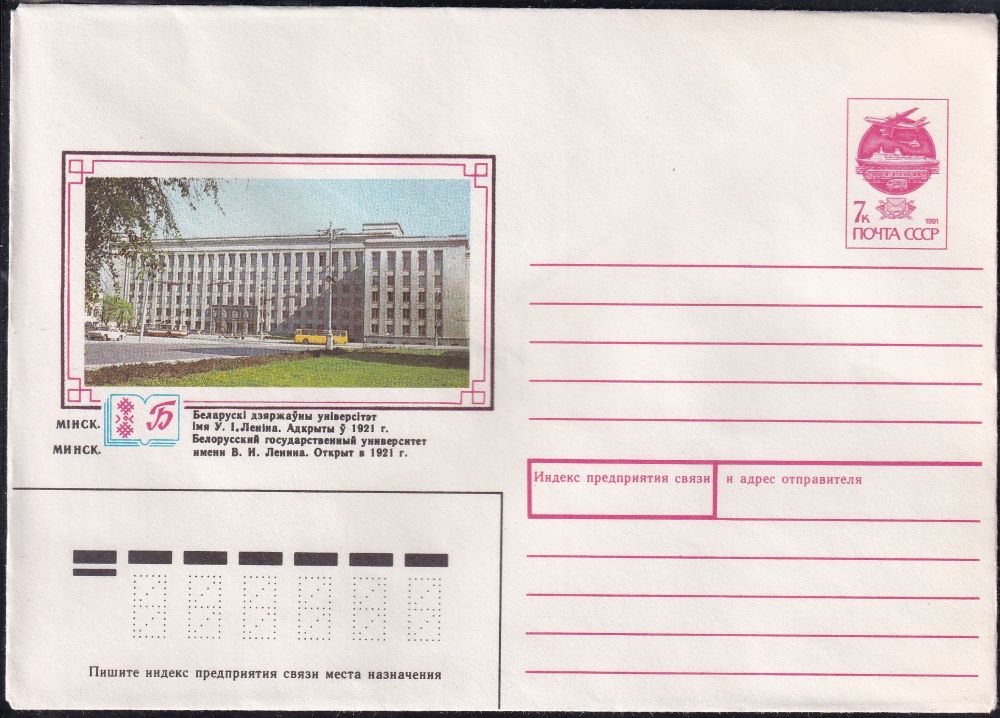 7к
1991
ПОЧТА СССР
МІНСК.
МИНСК.
Б
Беларускі дзяржаўны універсітэт
імя У. І. Леніна. Адкрыты ў 1921 г.
Белорусский государственный университет
имени В. И. Ленина. Открыт в 1921 г.
Индекс предприятия связи и адрес отправителя
Пишите индекс предприятия связи места назначения